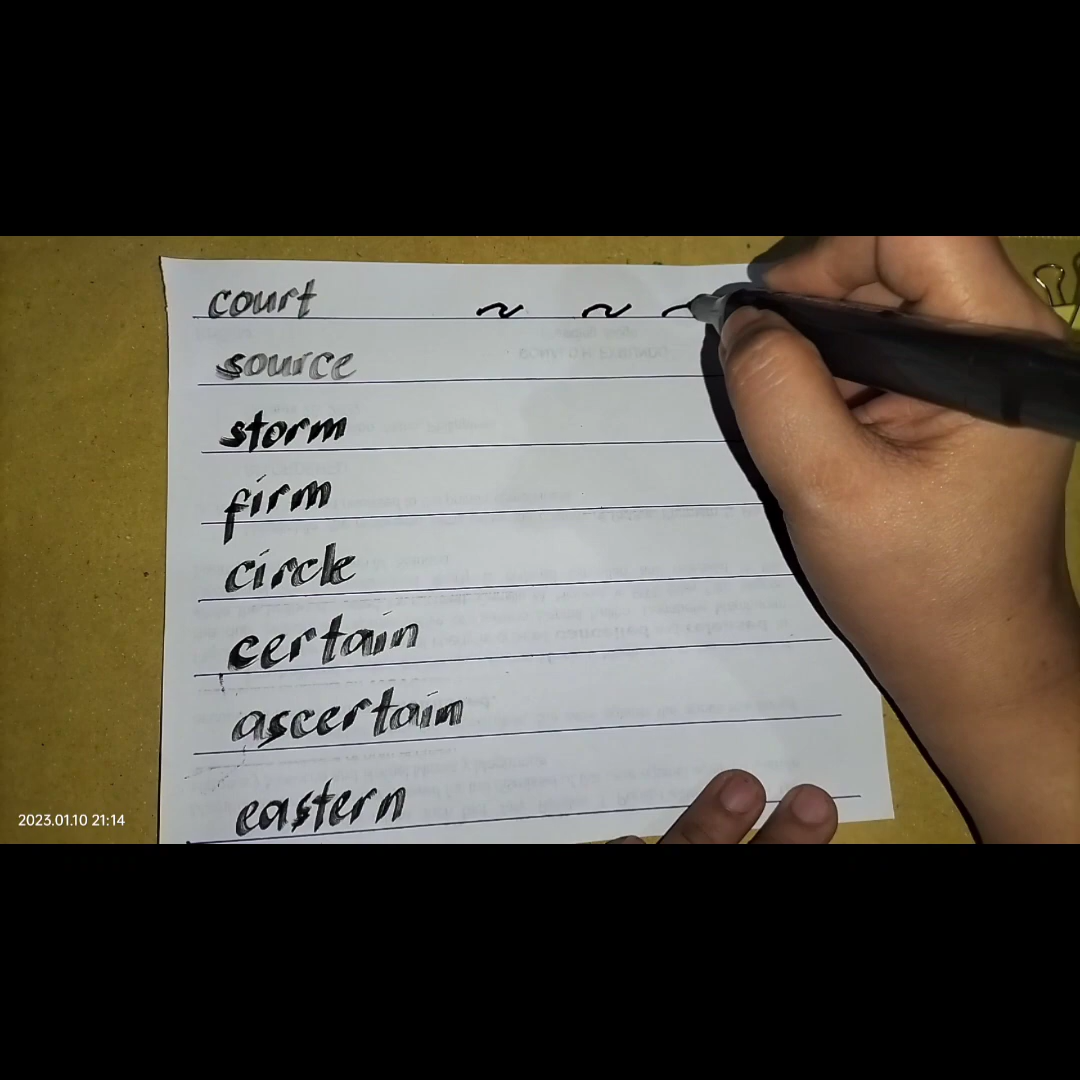 court
source
storm
firm
circle
certain
ascertain
eastern
2023.01.10 21:14